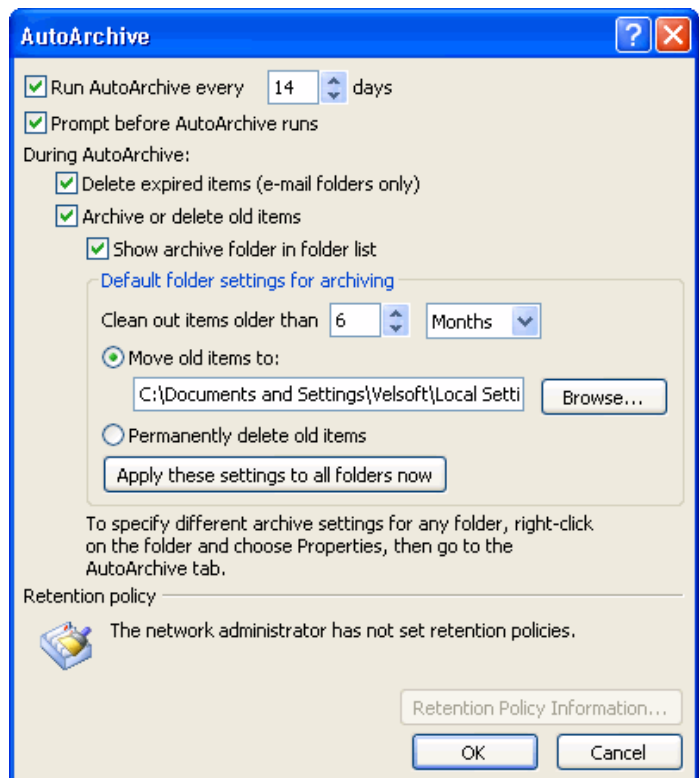 AutoArchive
Run AutoArchive every 14 days
Prompt before AutoArchive runs
During AutoArchive:
Delete expired items (e-mail folders only)
Archive or delete old items
Show archive folder in folder list
Default folder settings for archiving
Clean out items older than 6 Months
Move old items to:
C:\Documents and Settings\Velsoft\Local Setti Browse...
Permanently delete old items
Apply these settings to all folders now
To specify different archive settings for any folder, right-click
on the folder and choose Properties, then go to the
AutoArchive tab.
Retention policy
The network administrator has not set retention policies.
Retention Policy Information...
OK Cancel